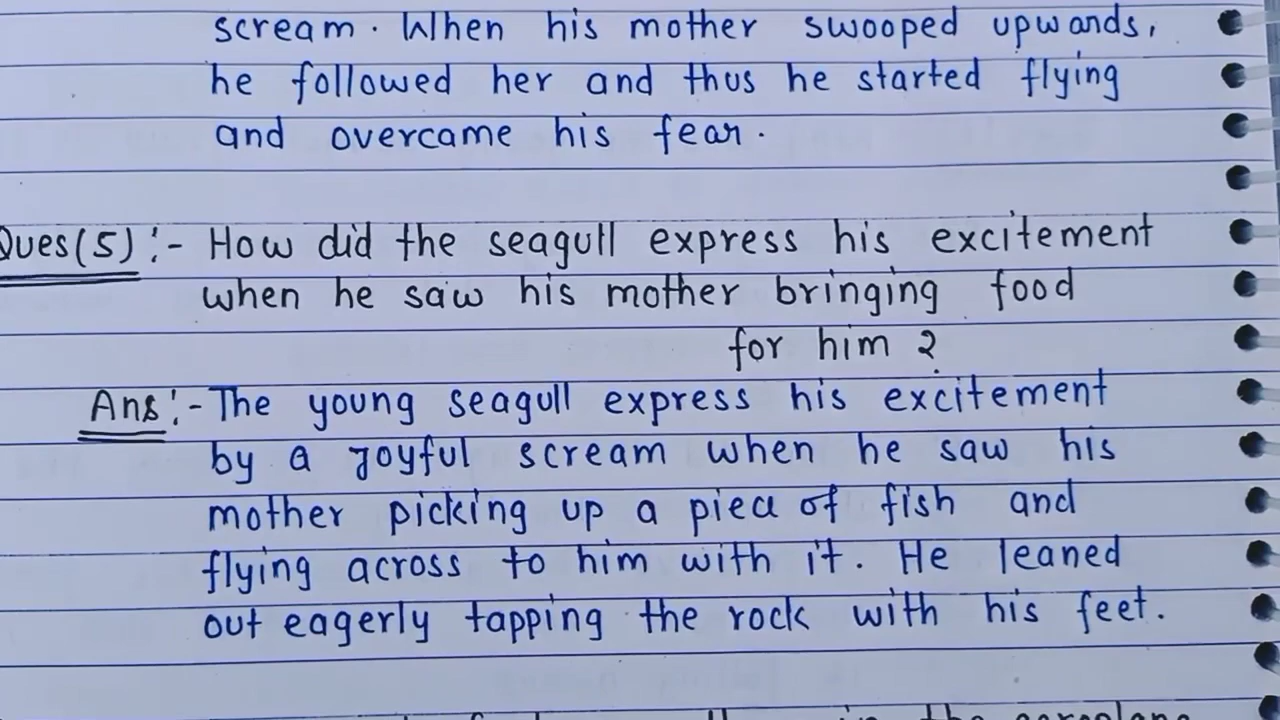 scream. When his mother swooped upwards,
he followed her and thus he started flying
and overcame his fear.
Ques(5):- How did the seagull express his excitement
when he saw his mother bringing food
for him ?
Ans:- The young seagull express his excitement
by a joyful scream when he saw his
mother picking up a piece of fish and
flying across to him with it. He leaned
out eagerly tapping the rock with his feet.
in the aeroplane